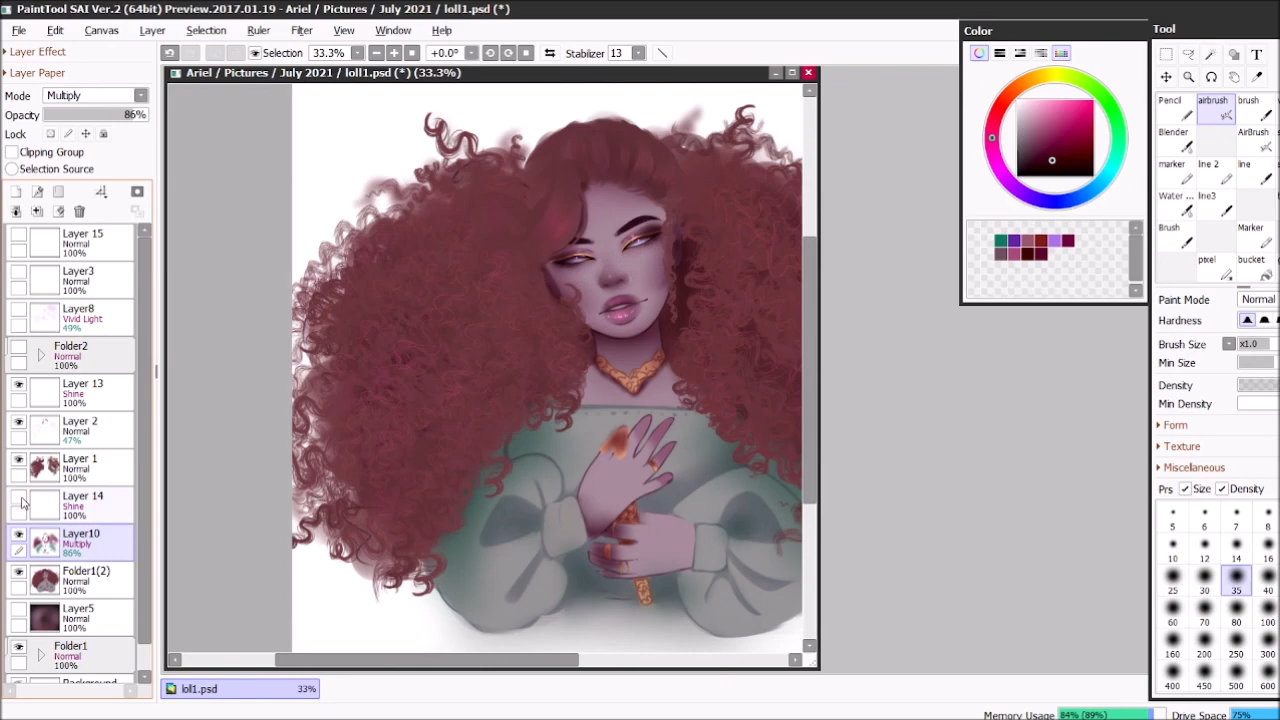 PaintTool SAI Ver.2 (64bit) Preview.2017.01.19 - Ariel / Pictures / July 2021 / loll1.psd (*)
File Edit Canvas Layer Selection Ruler Filter View Window Help
Layer Effect
Layer Paper
Mode Multiply
Opacity 86%
Lock
Clipping Group
Selection Source
Layer 15
Normal
100%
Layer3
Normal
100%
Layer8
Vivid Light
49%
Folder2
Normal
100%
Layer 13
Shine
100%
Layer 2
Normal
47%
Layer 1
Normal
100%
Layer 14
Shine
100%
Layer10
Multiply
86%
Folder1(2)
Normal
100%
Layer5
Normal
100%
Folder1
Normal
100%
Background
Selection 33.3% +0.0° Stabilizer 13
Ariel / Pictures / July 2021 / loll1.psd (*) (33.3%)
loll1.psd 33%
Color
Tool
T
Pencil airbrush brush
Blender AirBrush
marker line 2 line
Water ... line3
Brush Marker
pixel bucket
Paint Mode Normal
Hardness
Brush Size x1.0
Min Size
Density
Min Density
Form
Texture
Miscellaneous
Prs Size Density
5 6 7 8
10 12 14 16
25 30 35 40
60 70 80 100
160 200 250 300
400 450 500 600
Memory Usage 84% (89%) Drive Space 75%